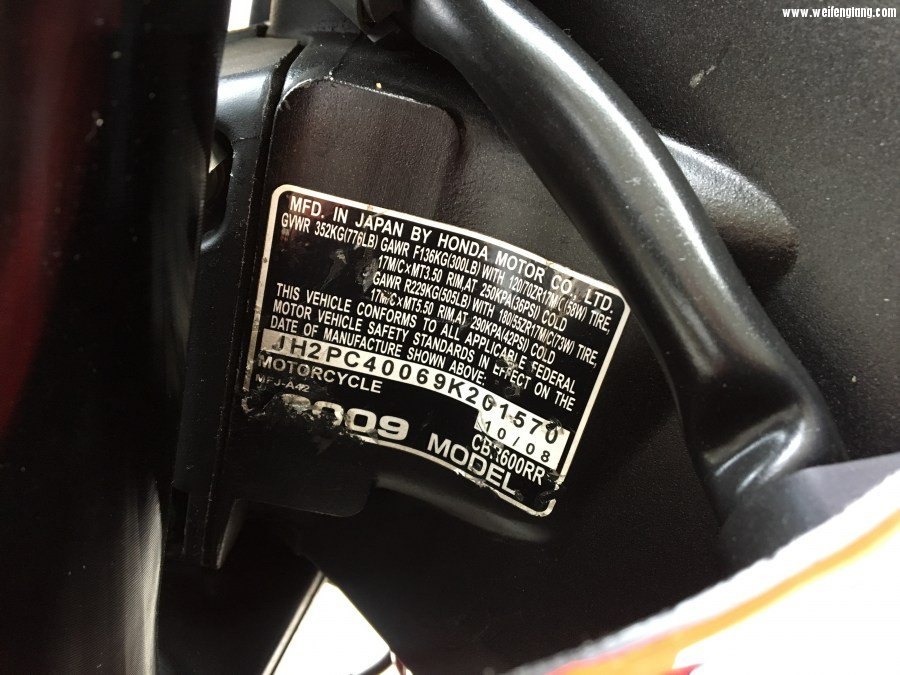 www.weifengtang.com
MFD. IN JAPAN BY HONDA MOTOR CO., LTD.
GVWR 352KG(776LB) GAWR F136KG(300LB) WITH 120/70ZR17M/C(58W) TIRE,
17M/C×MT3.50 RIM,AT 250KPA(36PSI) COLD
GAWR R229KG(505LB) WITH 180/55ZR17M/C(73W) TIRE,
17M/C×MT5.50 RIM,AT 290KPA(42PSI) COLD
THIS VEHICLE CONFORMS TO ALL APPLICABLE FEDERAL
MOTOR VEHICLE SAFETY STANDARDS IN EFFECT ON THE
DATE OF MANUFACTURE SHOWN ABOVE.
JH2PC40069K201570
MOTORCYCLE 10/08
MFJ-A42 CBR600RR
2009 MODEL